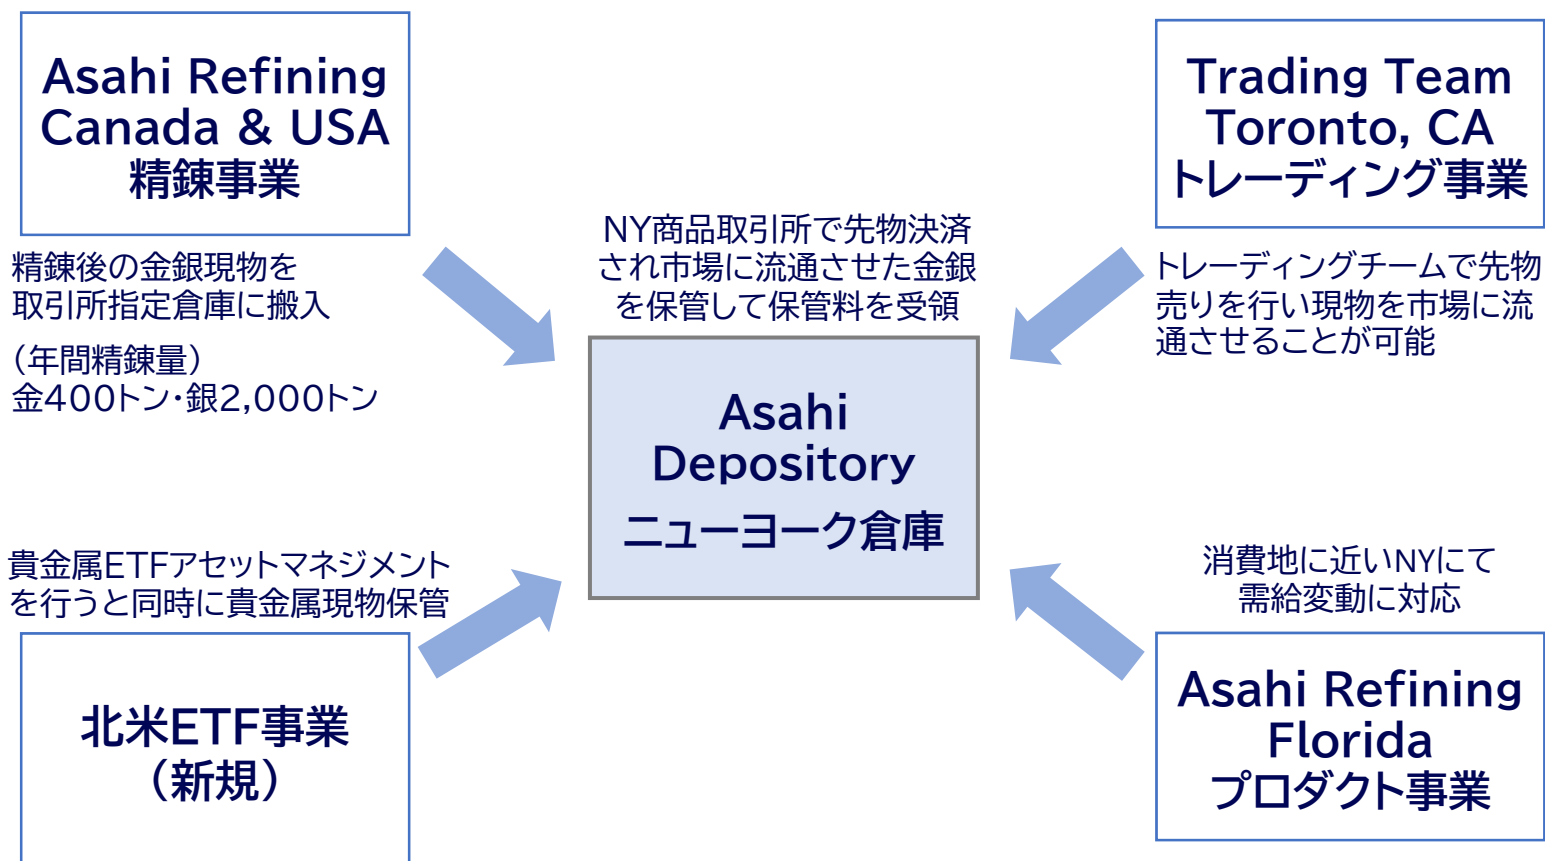 Asahi Refining
Canada & USA
精錬事業
精錬後の金銀現物を
取引所指定倉庫に搬入
（年間精錬量）
金400トン・銀2,000トン
NY商品取引所で先物決済
され市場に流通させた金銀
を保管して保管料を受領
Asahi
Depository
ニューヨーク倉庫
Trading Team
Toronto, CA
トレーディング事業
トレーディングチームで先物
売りを行い現物を市場に流
通させることが可能
貴金属ETFアセットマネジメント
を行うと同時に貴金属現物保管
北米ETF事業
（新規）
消費地に近いNYにて
需給変動に対応
Asahi Refining
Florida
プロダクト事業